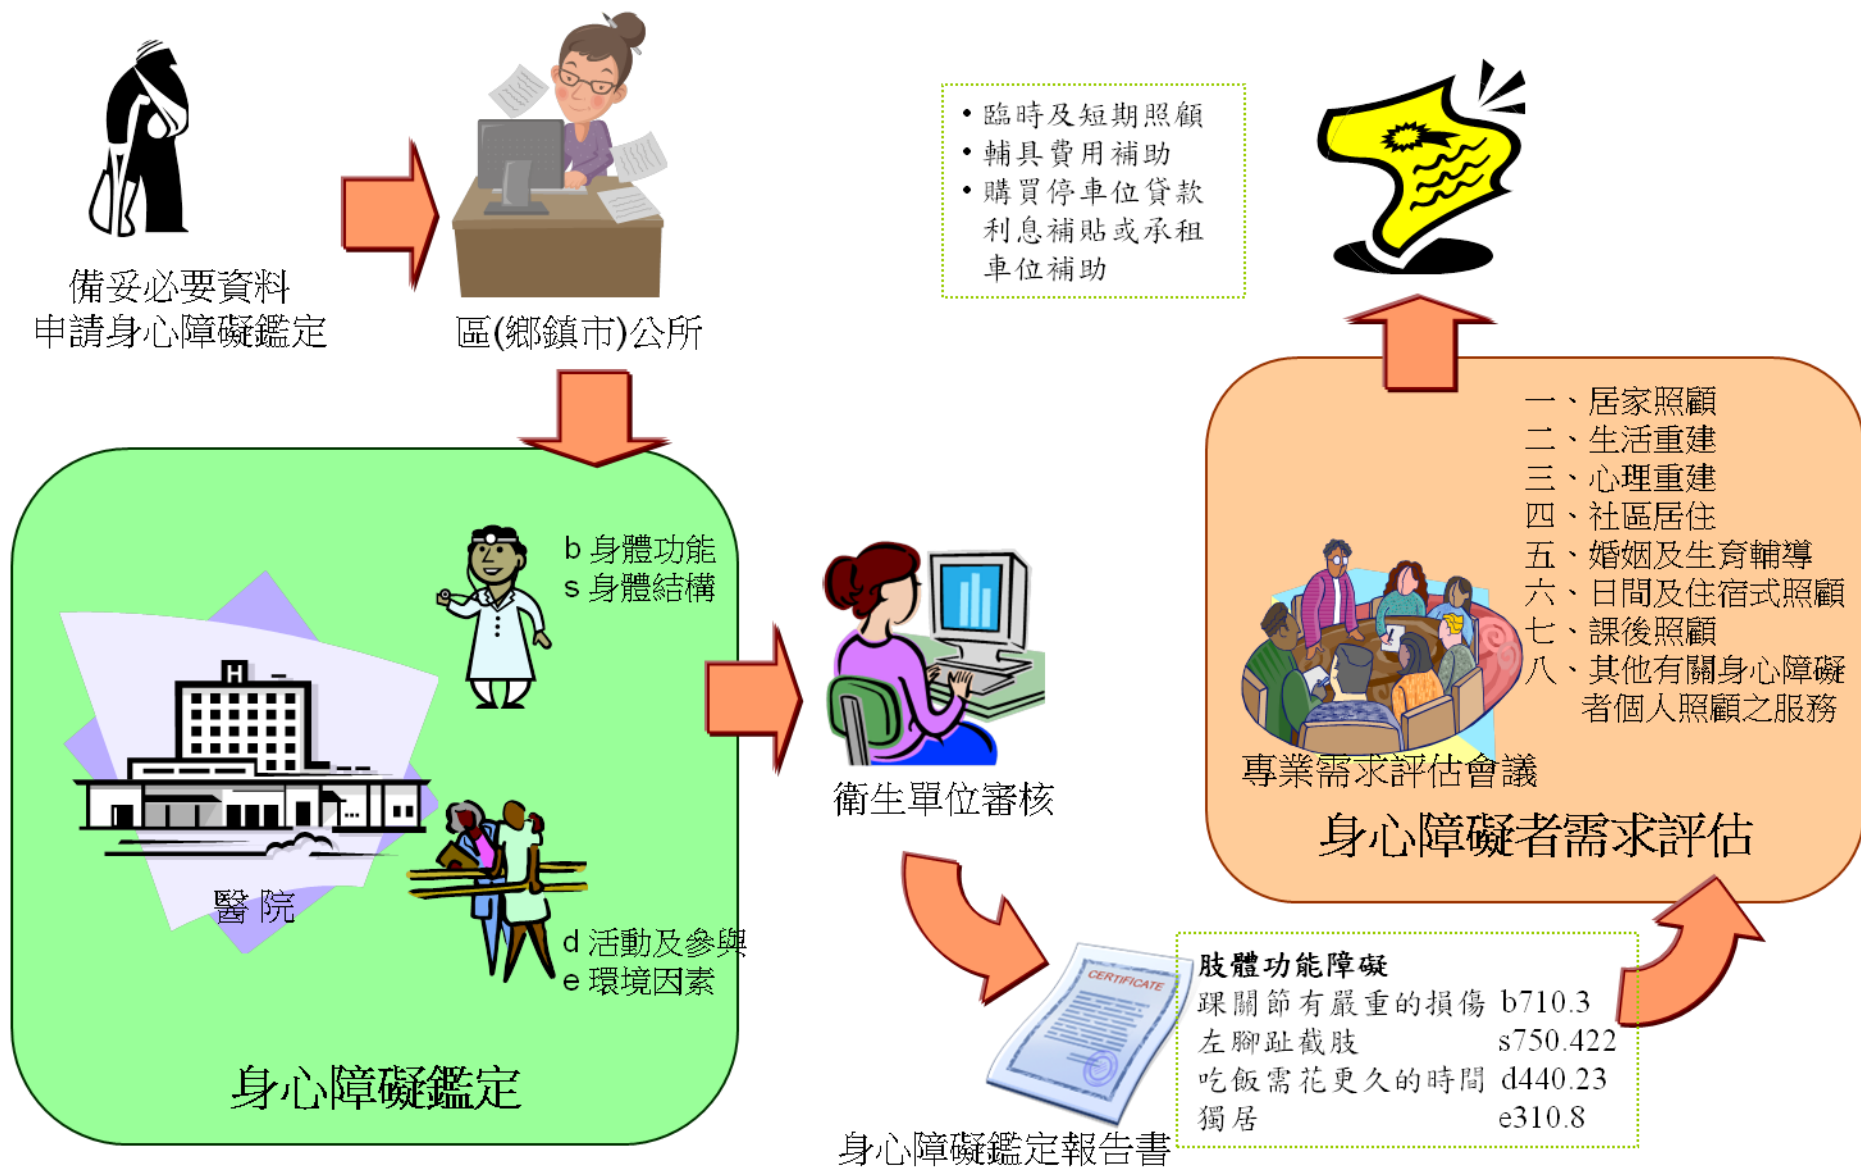 備妥必要資料
申請身心障礙鑑定
區(鄉鎮市)公所
b 身體功能
s 身體結構
H
醫 院
d 活動及參與
e 環境因素
身心障礙鑑定
衛生單位審核
CERTIFICATE
身心障礙鑑定報告書
肢體功能障礙
踝關節有嚴重的損傷 b710.3
左腳趾截肢 s750.422
吃飯需花更久的時間 d440.23
獨居 e310.8
一、居家照顧
二、生活重建
三、心理重建
四、社區居住
五、婚姻及生育輔導
六、日間及住宿式照顧
七、課後照顧
八、其他有關身心障礙
者個人照顧之服務
專業需求評估會議
身心障礙者需求評估
• 臨時及短期照顧
• 輔具費用補助
• 購買停車位貸款
利息補貼或承租
車位補助